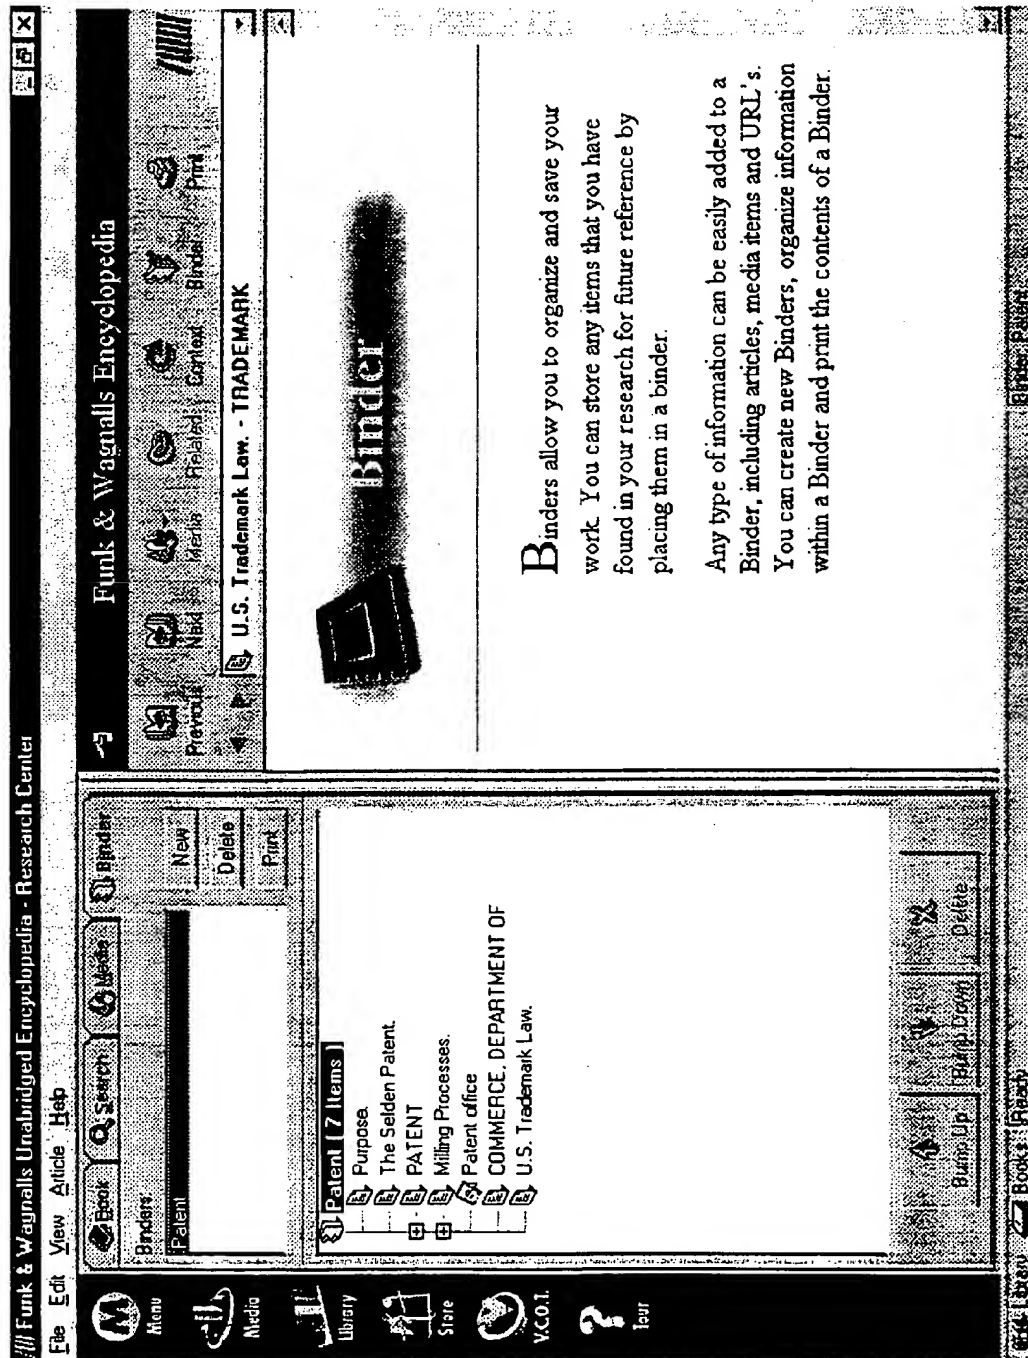 Funk & Wagnalls Unabridged Encyclopedia - Research Center
File Edit View Article Help
Menu
Media
Library
Store
V.C.O.T.
Tour
Book Search Media Binder
Binders
Patent
New
Delete
Print
Patent [ 7 Items ]
Purpose.
The Selden Patent.
PATENT
Milling Processes.
Patent office
COMMERCE, DEPARTMENT OF
U.S. Trademark Law.
Bump Up Bump Down Delete
Funk & Wagnalls Encyclopedia
Previous Next Media Related Context Binder Print
U.S. Trademark Law. - TRADEMARK
Binder
Binders allow you to organize and save your
work. You can store any items that you have
found in your research for future reference by
placing them in a binder.
Any type of information can be easily added to a
Binder, including articles, media items and URL's.
You can create new Binders, organize information
within a Binder and print the contents of a Binder.
Books Ready
Binder: Patent